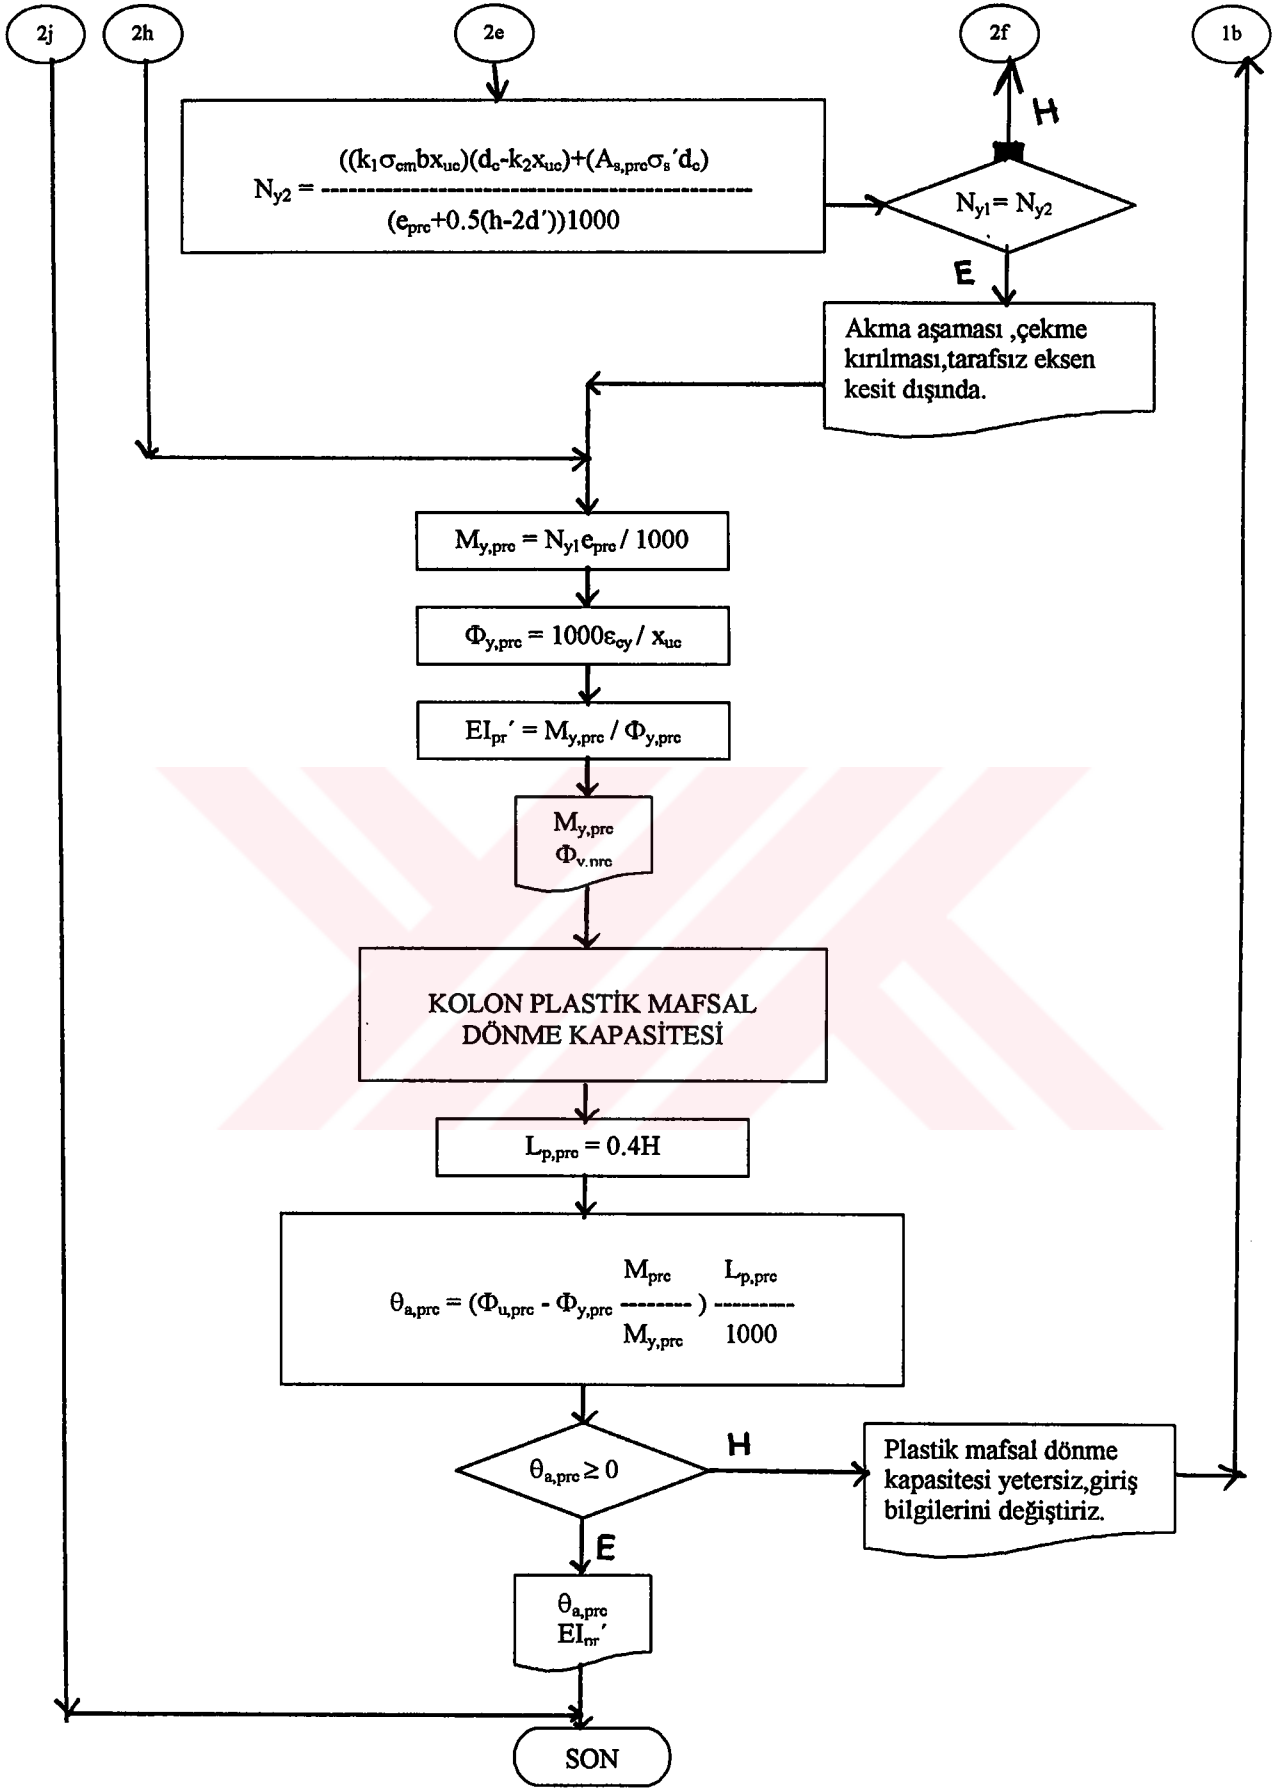 2j 2h 2e 2f 1b
H
((k₁σcmbxuc)(dc-k₂xuc)+(As,prcσs´dc)
Ny2 = ------------------------------------------------
(eprc+0.5(h-2d´))1000
Ny1= Ny2
E
Akma aşaması ,çekme
kırılması,tarafsız eksen
kesit dışında.
My,prc = Ny1eprc / 1000
Φy,prc = 1000εcy / xuc
EIpr´ = My,prc / Φy,prc
My,prc
Φy,prc
KOLON PLASTİK MAFSAL
DÖNME KAPASİTESİ
Lp,prc = 0.4H
Mprc Lp,prc
θa,prc = (Φu,prc - Φy,prc -------- ) ---------
My,prc 1000
H
θa,prc ≥ 0
Plastik mafsal dönme
kapasitesi yetersiz,giriş
bilgilerini değiştiriz.
E
θa,prc
EIpr´
SON